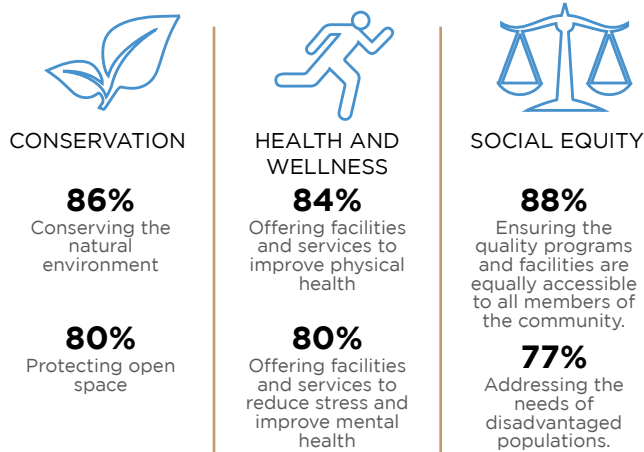 CONSERVATION
86%
Conserving the
natural
environment
80%
Protecting open
space
HEALTH AND
WELLNESS
84%
Offering facilities
and services to
improve physical
health
80%
Offering facilities
and services to
reduce stress and
improve mental
health
SOCIAL EQUITY
88%
Ensuring the
quality programs
and facilities are
equally accessible
to all members of
the community.
77%
Addressing the
needs of
disadvantaged
populations.